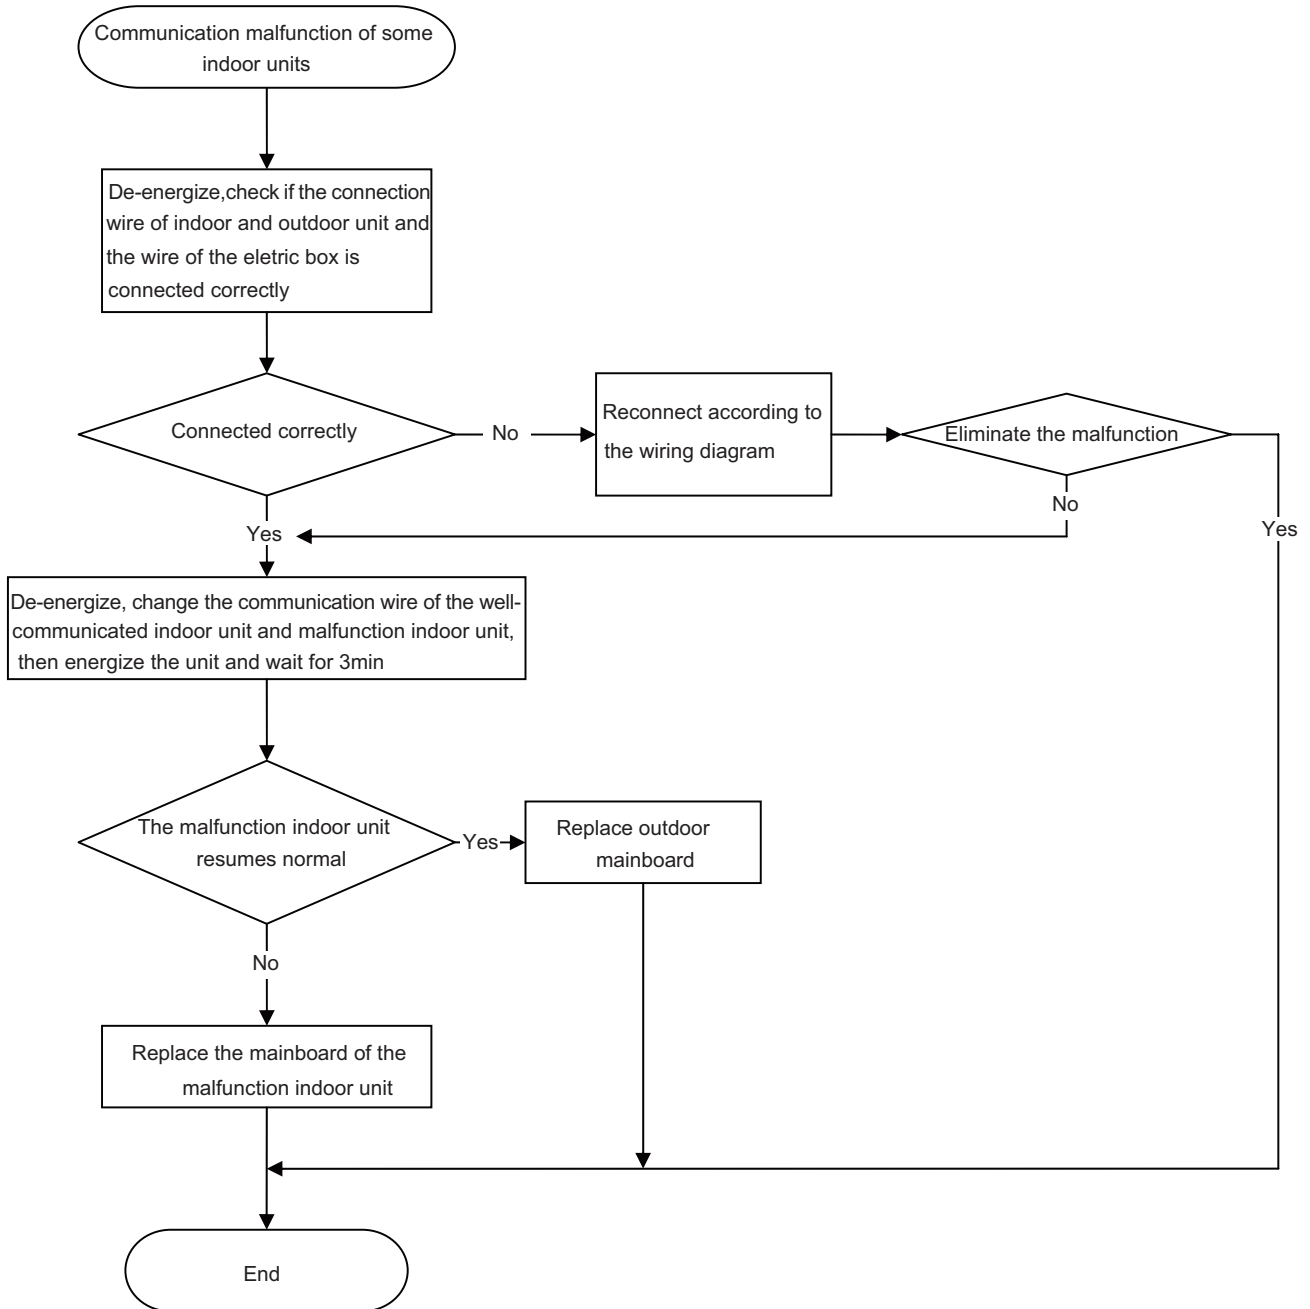 Communication malfunction of some
indoor units
De-energize,check if the connection
wire of indoor and outdoor unit and
the wire of the eletric box is
connected correctly
Connected correctly
No
Reconnect according to
the wiring diagram
Eliminate the malfunction
No
Yes
Yes
De-energize, change the communication wire of the well-
communicated indoor unit and malfunction indoor unit,
then energize the unit and wait for 3min
The malfunction indoor unit
resumes normal
Yes
Replace outdoor
mainboard
No
Replace the mainboard of the
malfunction indoor unit
End